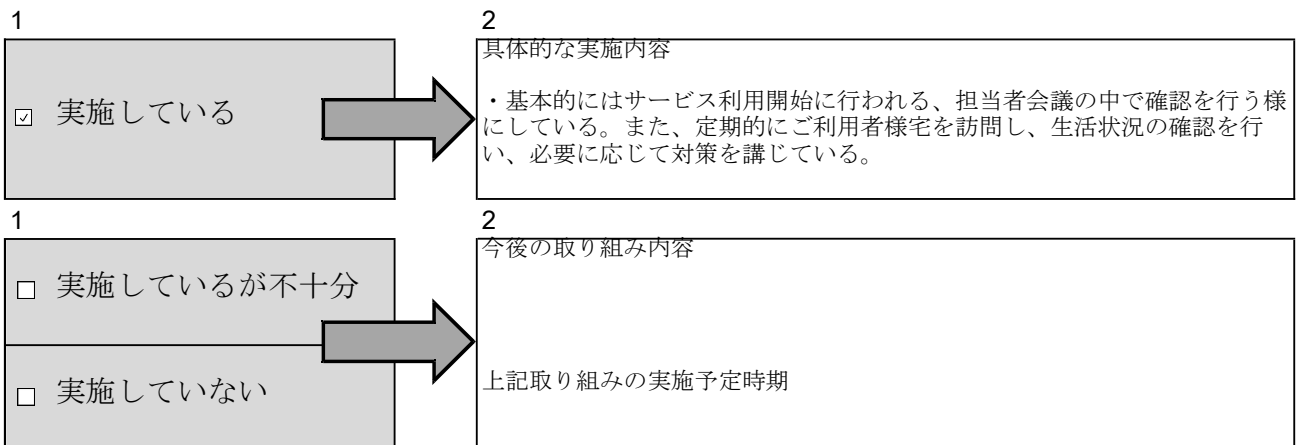 1
2
☑ 実施している
具体的な実施内容
・基本的にはサービス利用開始に行われる、担当者会議の中で確認を行う様
にしている。また、定期的にご利用者様宅を訪問し、生活状況の確認を行
い、必要に応じて対策を講じている。
1
2
□ 実施しているが不十分
□ 実施していない
今後の取り組み内容
上記取り組みの実施予定時期